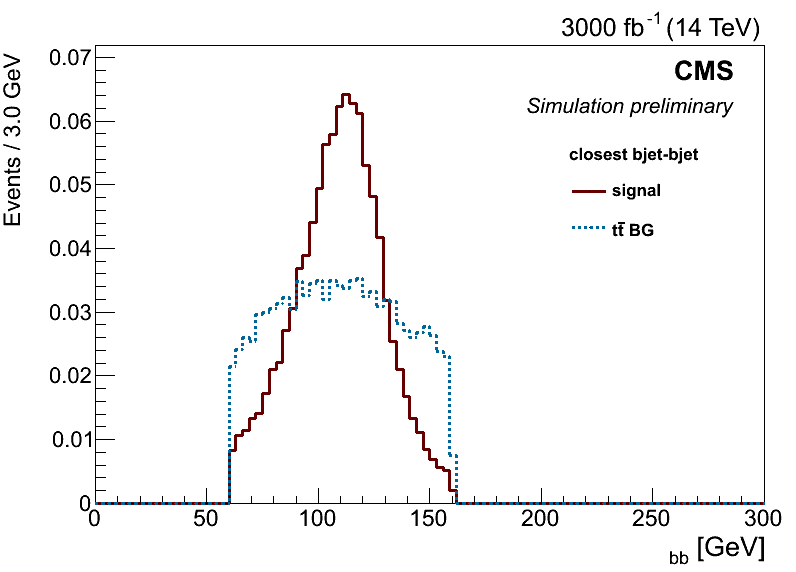 3000 fb⁻¹ (14 TeV)
CMS
Simulation preliminary
closest bjet-bjet
signal
tt̄ BG
Events / 3.0 GeV
0.07
0.06
0.05
0.04
0.03
0.02
0.01
0
0 50 100 150 200 250 300
bb [GeV]